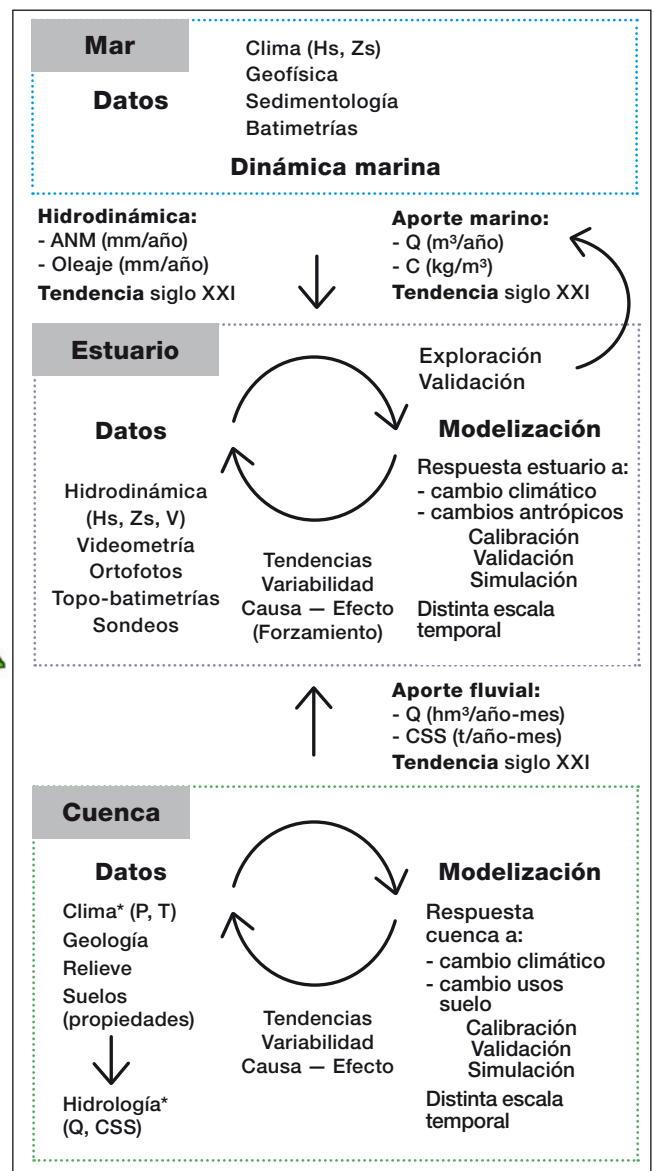 Mar
Datos
Clima (Hs, Zs)
Geofísica
Sedimentología
Batimetrías
Dinámica marina
Hidrodinámica:
- ANM (mm/año)
- Oleaje (mm/año)
Tendencia siglo XXI
Aporte marino:
- Q (m³/año)
- C (kg/m³)
Tendencia siglo XXI
Estuario
Exploración
Validación
Datos
Hidrodinámica
(Hs, Zs, V)
Videometría
Ortofotos
Topo-batimetrías
Sondeos
Tendencias
Variabilidad
Causa — Efecto
(Forzamiento)
Modelización
Respuesta estuario a:
- cambio climático
- cambios antrópicos
Calibración
Validación
Simulación
Distinta escala
temporal
Aporte fluvial:
- Q (hm³/año-mes)
- CSS (t/año-mes)
Tendencia siglo XXI
Cuenca
Datos
Clima* (P, T)
Geología
Relieve
Suelos
(propiedades)
Hidrología*
(Q, CSS)
Tendencias
Variabilidad
Causa — Efecto
Modelización
Respuesta
cuenca a:
- cambio climático
- cambio usos
suelo
Calibración
Validación
Simulación
Distinta escala
temporal